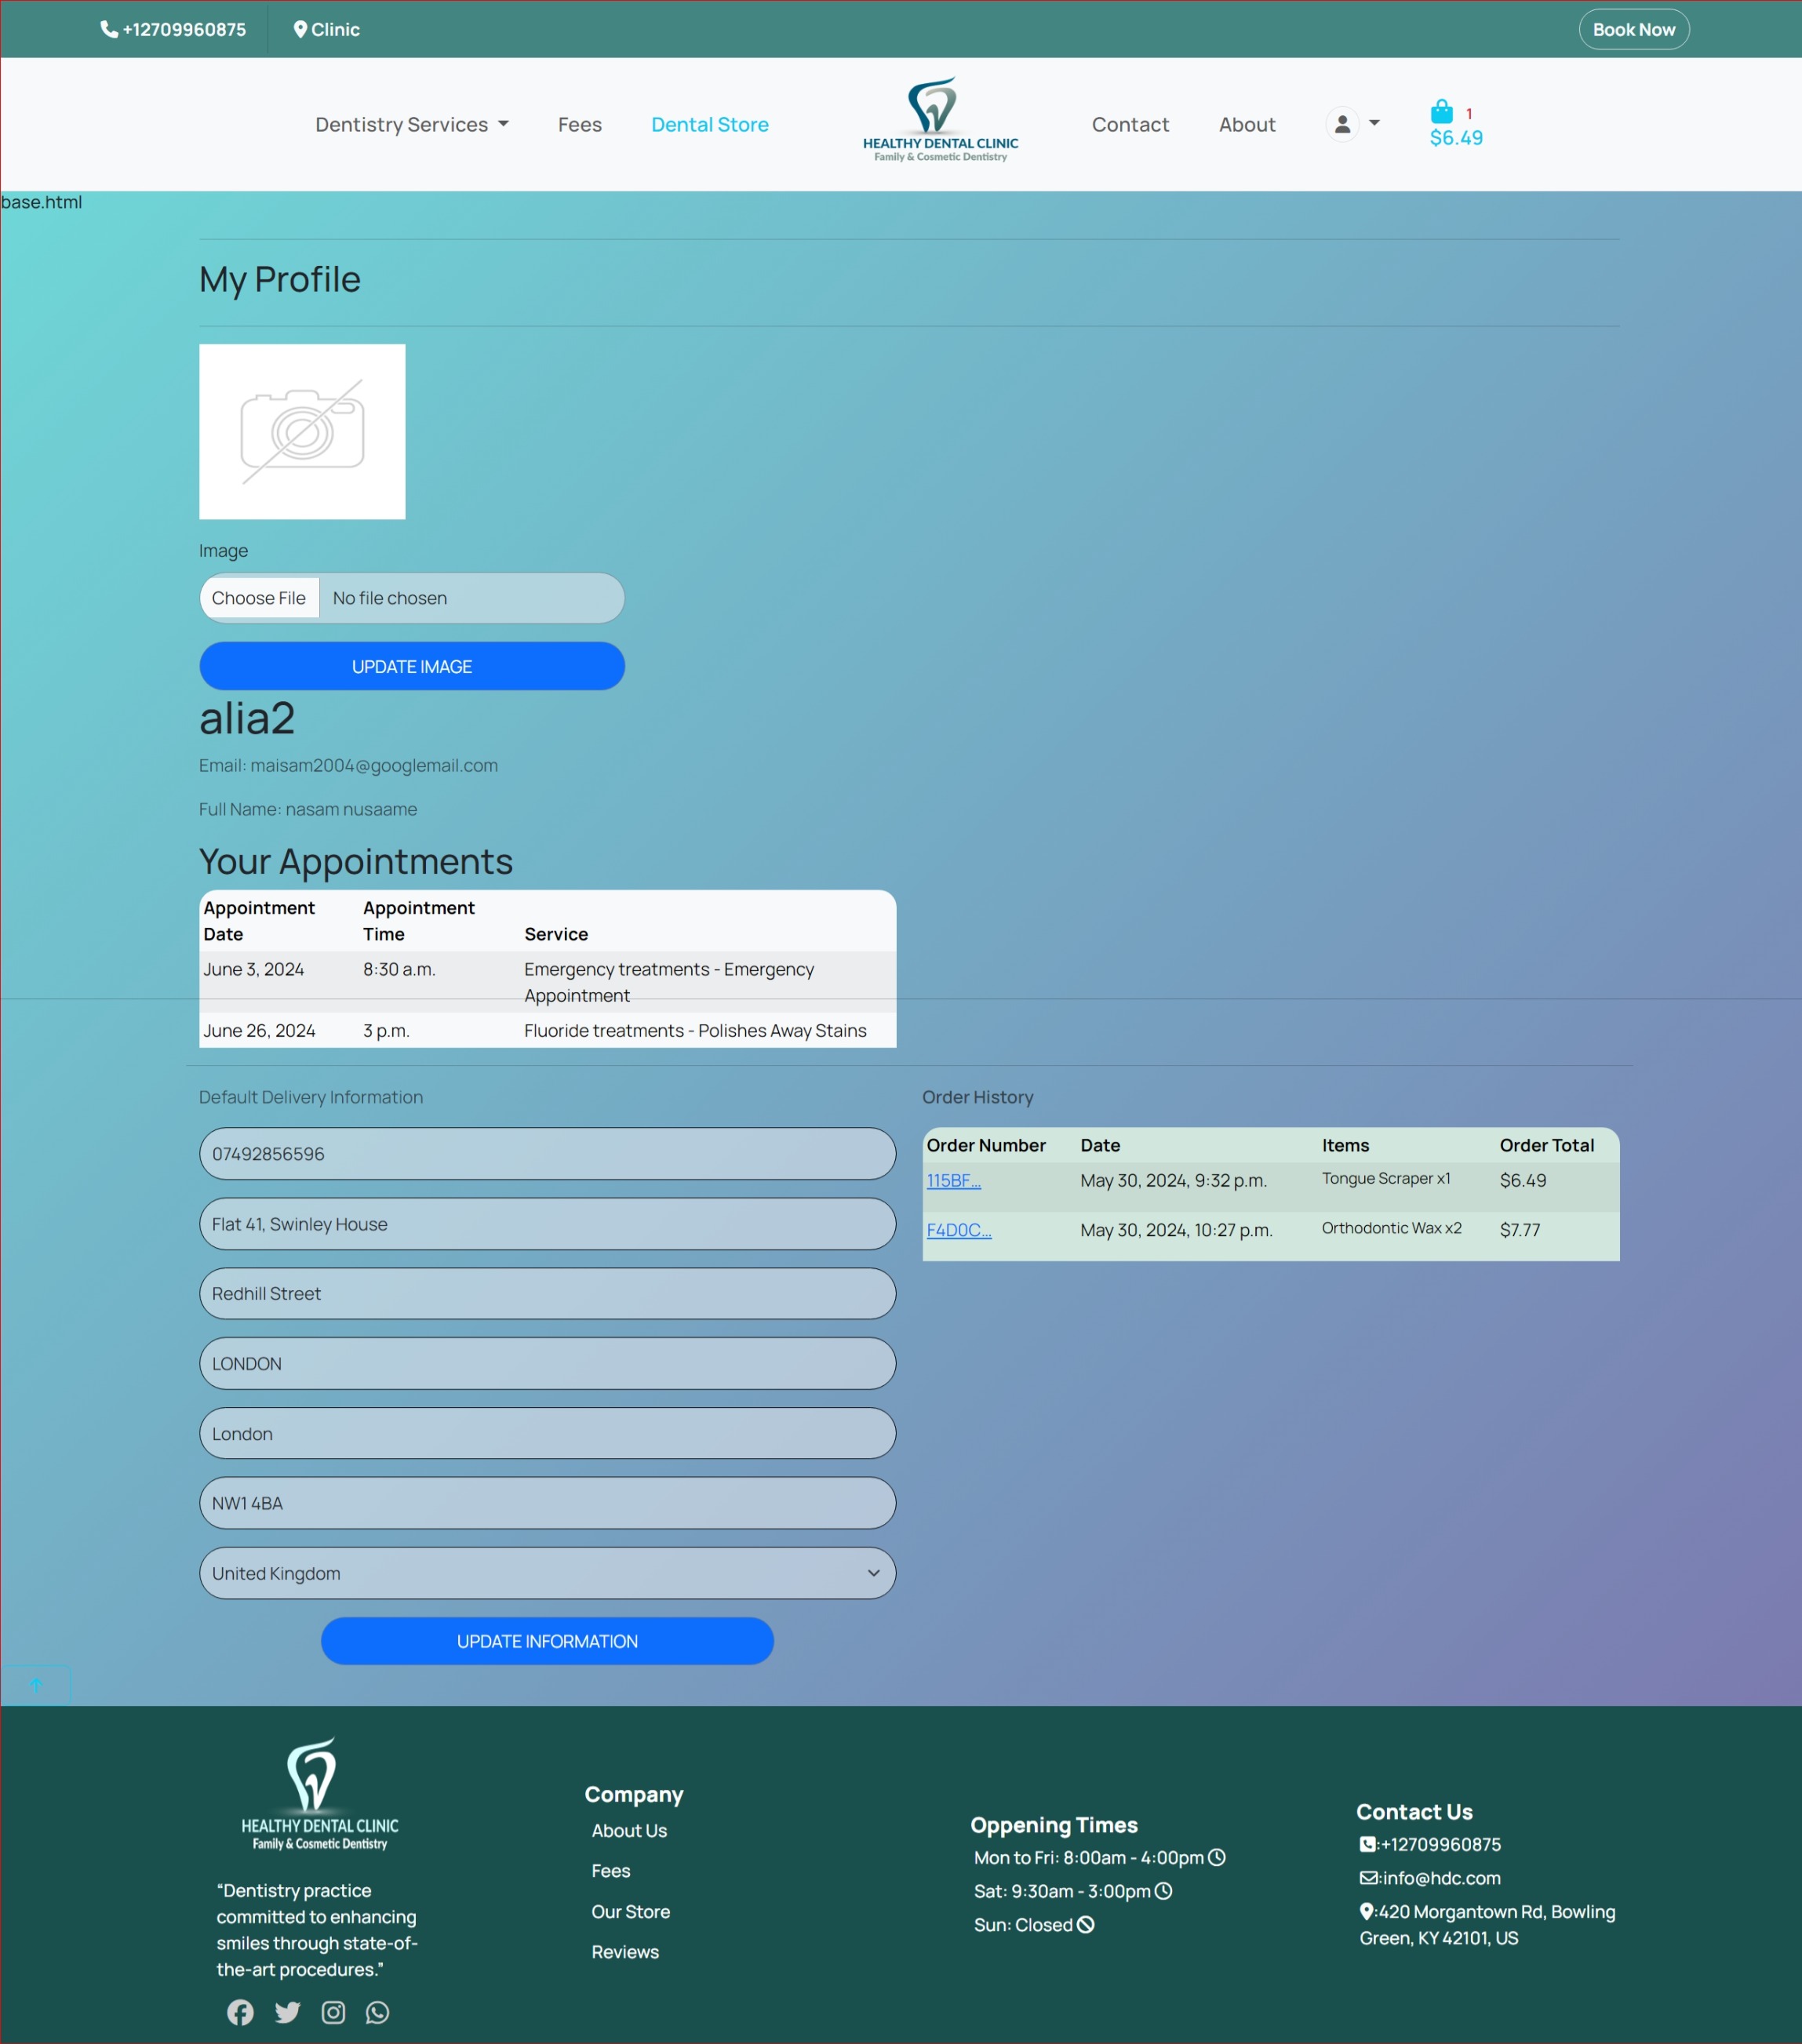 +12709960875
Clinic
Book Now
Dentistry Services
Fees
Dental Store
HEALTHY DENTAL CLINIC
Family & Cosmetic Dentistry
Contact
About
1
$6.49
base.html
My Profile
Image
Choose File No file chosen
UPDATE IMAGE
alia2
Email: maisam2004@googlemail.com
Full Name: nasam nusaame
Your Appointments
Appointment Appointment
Date Time Service
June 3, 2024 8:30 a.m. Emergency treatments - Emergency
Appointment
June 26, 2024 3 p.m. Fluoride treatments - Polishes Away Stains
Default Delivery Information
07492856596
Flat 41, Swinley House
Redhill Street
LONDON
London
NW1 4BA
United Kingdom
UPDATE INFORMATION
Order History
Order Number Date Items Order Total
115BF... May 30, 2024, 9:32 p.m. Tongue Scraper x1 $6.49
F4D0C... May 30, 2024, 10:27 p.m. Orthodontic Wax x2 $7.77
HEALTHY DENTAL CLINIC
Family & Cosmetic Dentistry
“Dentistry practice
committed to enhancing
smiles through state-of-
the-art procedures.”
Company
About Us
Fees
Our Store
Reviews
Oppening Times
Mon to Fri: 8:00am - 4:00pm
Sat: 9:30am - 3:00pm
Sun: Closed
Contact Us
:+12709960875
:info@hdc.com
:420 Morgantown Rd, Bowling
Green, KY 42101, US